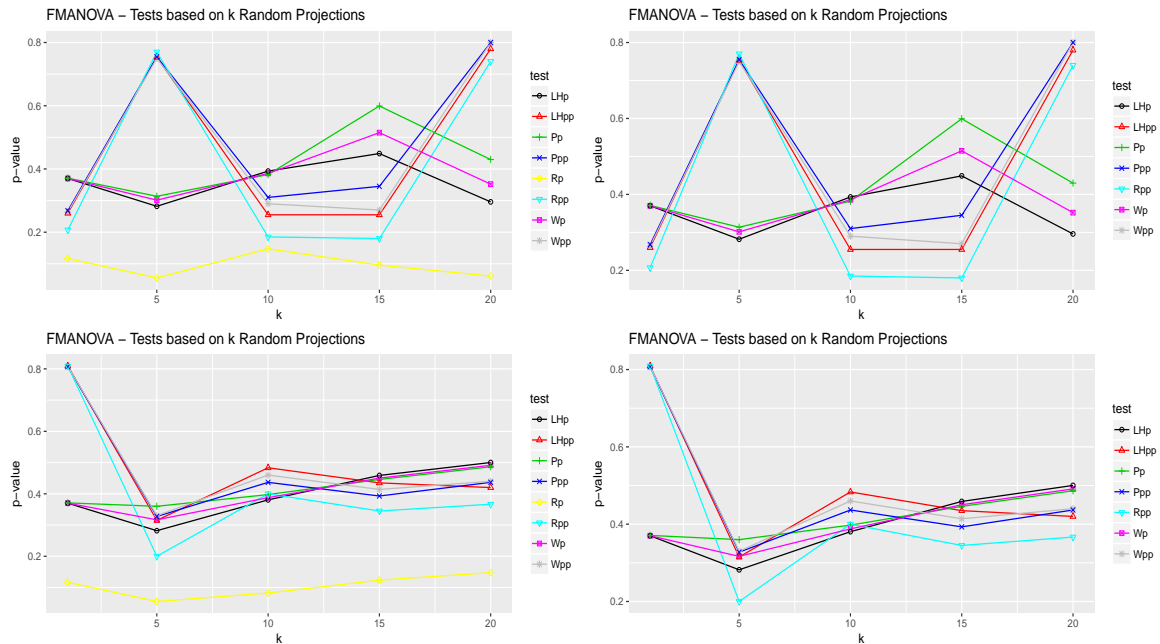 FMANOVA − Tests based on k Random Projections
0.8
0.6
0.4
0.2
p−value
5
10
15
20
k
test
LHp
LHpp
Pp
Ppp
Rp
Rpp
Wp
Wpp
FMANOVA − Tests based on k Random Projections
0.8
0.6
0.4
0.2
p−value
5
10
15
20
k
test
LHp
LHpp
Pp
Ppp
Rpp
Wp
Wpp
FMANOVA − Tests based on k Random Projections
0.8
0.6
0.4
0.2
p−value
5
10
15
20
k
test
LHp
LHpp
Pp
Ppp
Rp
Rpp
Wp
Wpp
FMANOVA − Tests based on k Random Projections
0.8
0.6
0.4
0.2
p−value
5
10
15
20
k
test
LHp
LHpp
Pp
Ppp
Rpp
Wp
Wpp